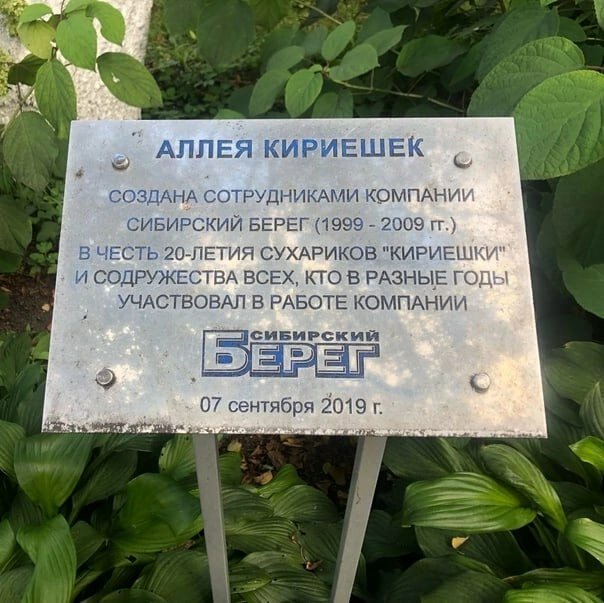 АЛЛЕЯ КИРИЕШЕК
СОЗДАНА СОТРУДНИКАМИ КОМПАНИИ
СИБИРСКИЙ БЕРЕГ (1999 - 2009 гг.)
В ЧЕСТЬ 20-ЛЕТИЯ СУХАРИКОВ "КИРИЕШКИ"
И СОДРУЖЕСТВА ВСЕХ, КТО В РАЗНЫЕ ГОДЫ
УЧАСТВОВАЛ В РАБОТЕ КОМПАНИИ
СИБИРСКИЙ
БЕРЕГ
07 сентября 2019 г.